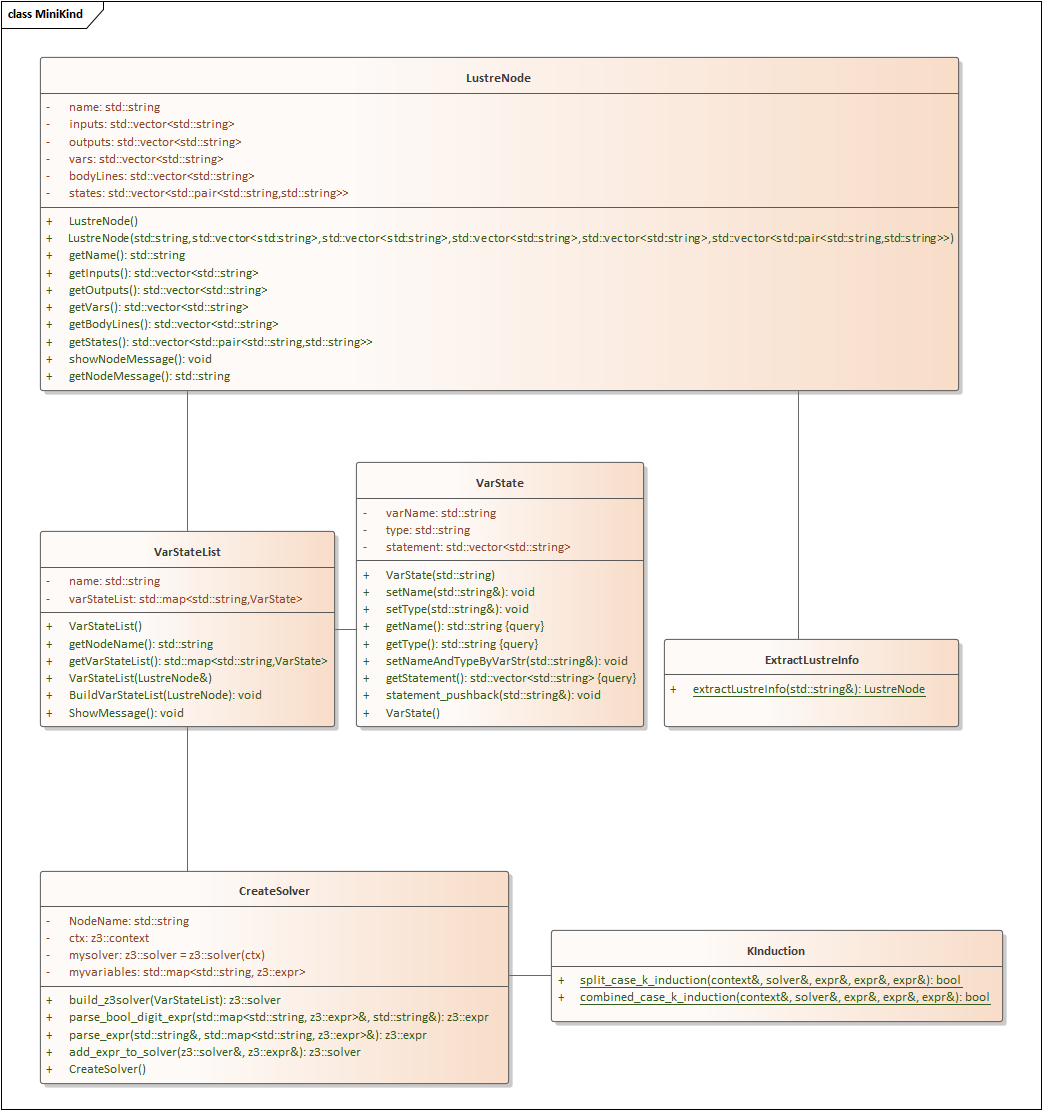 class MiniKind
LustreNode
- name: std::string
- inputs: std::vector<std::string>
- outputs: std::vector<std::string>
- vars: std::vector<std::string>
- bodyLines: std::vector<std::string>
- states: std::vector<std::pair<std::string,std::string>>
+ LustreNode()
+ LustreNode(std::string,std::vector<std::string>,std::vector<std::string>,std::vector<std::string>,std::vector<std::string>,std::vector<std::pair<std::string,std::string>>)
+ getName(): std::string
+ getInputs(): std::vector<std::string>
+ getOutputs(): std::vector<std::string>
+ getVars(): std::vector<std::string>
+ getBodyLines(): std::vector<std::string>
+ getStates(): std::vector<std::pair<std::string,std::string>>
+ showNodeMessage(): void
+ getNodeMessage(): std::string
VarState
- varName: std::string
- type: std::string
- statement: std::vector<std::string>
+ VarState(std::string)
+ setName(std::string&): void
+ setType(std::string&): void
+ getName(): std::string {query}
+ getType(): std::string {query}
+ setNameAndTypeByVarStr(std::string&): void
+ getStatement(): std::vector<std::string> {query}
+ statement_pushback(std::string&): void
+ VarState()
VarStateList
- name: std::string
- varStateList: std::map<std::string,VarState>
+ VarStateList()
+ getNodeName(): std::string
+ getVarStateList(): std::map<std::string,VarState>
+ VarStateList(LustreNode&)
+ BuildVarStateList(LustreNode): void
+ ShowMessage(): void
ExtractLustreInfo
+ extractLustreInfo(std::string&): LustreNode
CreateSolver
- NodeName: std::string
- ctx: z3::context
- mysolver: z3::solver = z3::solver(ctx)
- myvariables: std::map<std::string, z3::expr>
+ build_z3solver(VarStateList): z3::solver
+ parse_bool_digit_expr(std::map<std::string, z3::expr>&, std::string&): z3::expr
+ parse_expr(std::string&, std::map<std::string, z3::expr>&): z3::expr
+ add_expr_to_solver(z3::solver&, z3::expr&): z3::solver
+ CreateSolver()
KInduction
+ split_case_k_induction(context&, solver&, expr&, expr&, expr&): bool
+ combined_case_k_induction(context&, solver&, expr&, expr&, expr&): bool